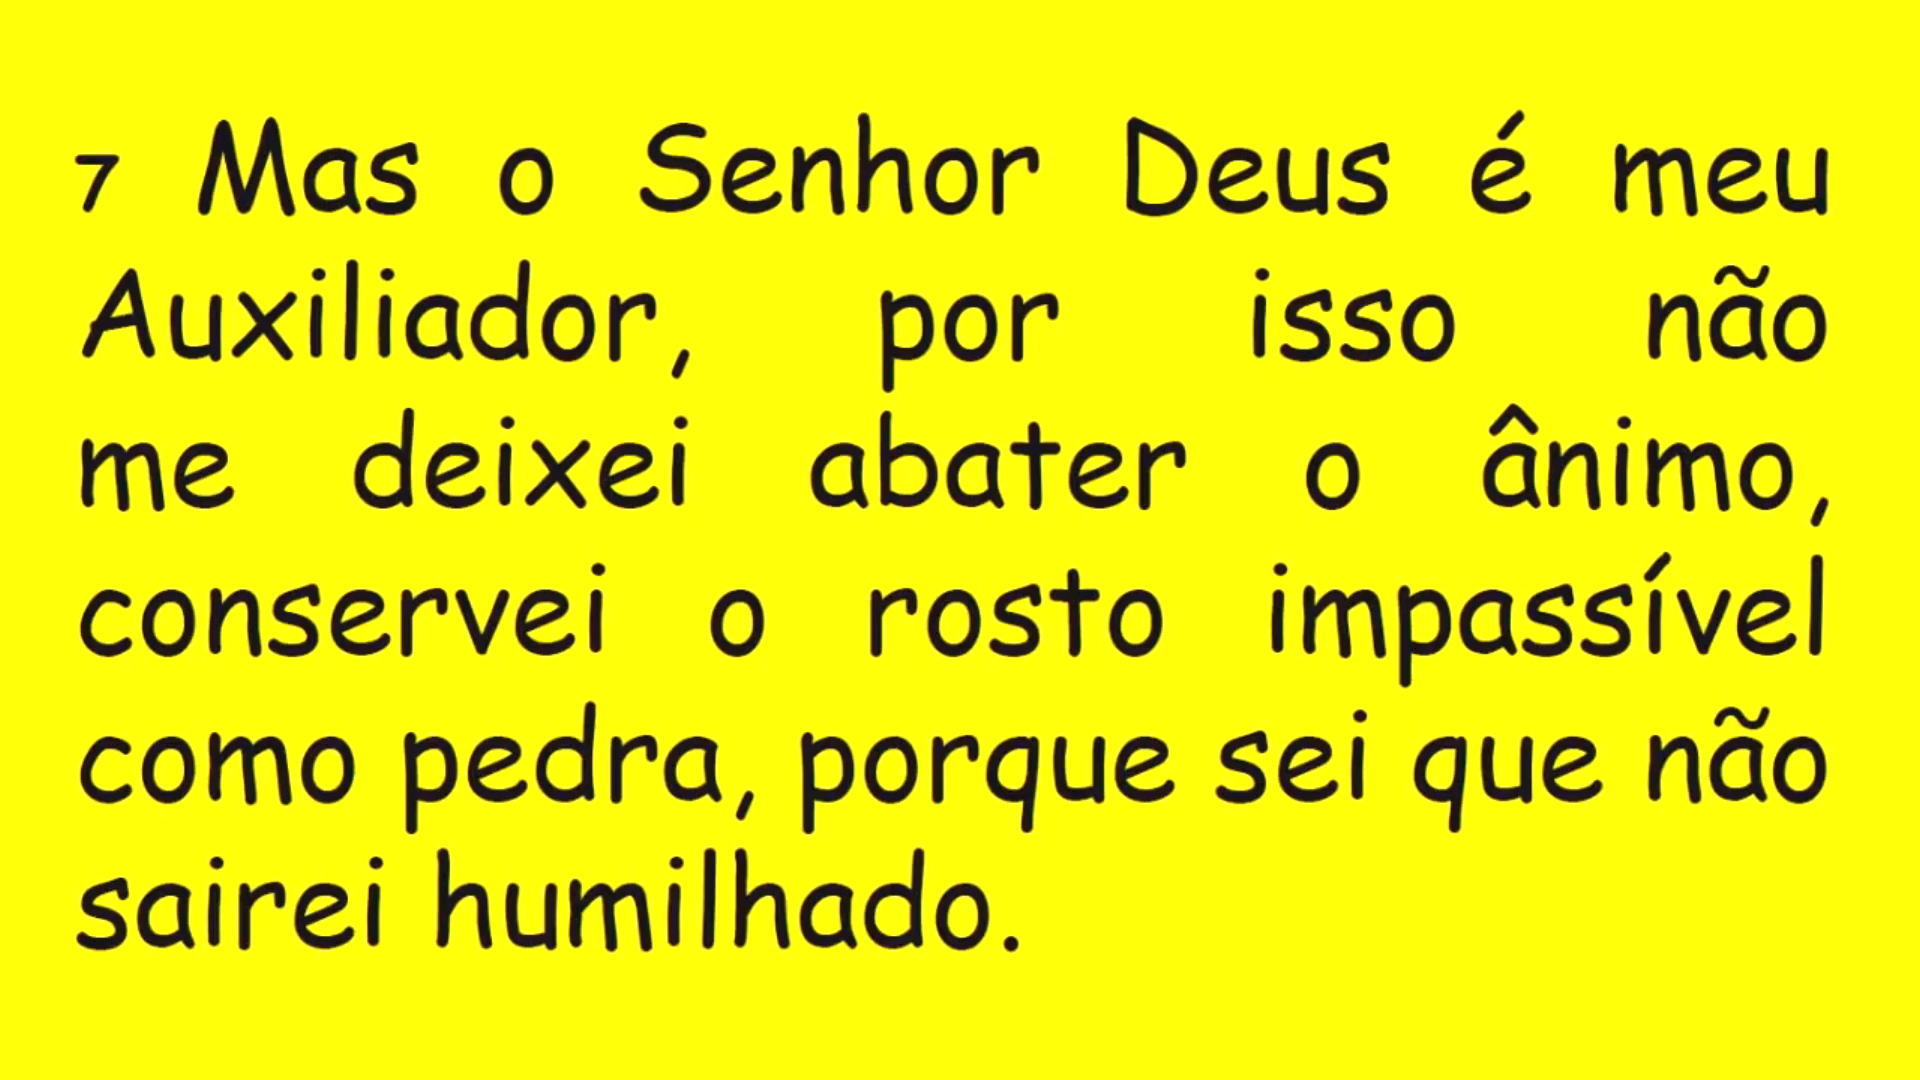 7 Mas o Senhor Deus é meu
Auxiliador, por isso não
me deixei abater o ânimo,
conservei o rosto impassível
como pedra, porque sei que não
sairei humilhado.